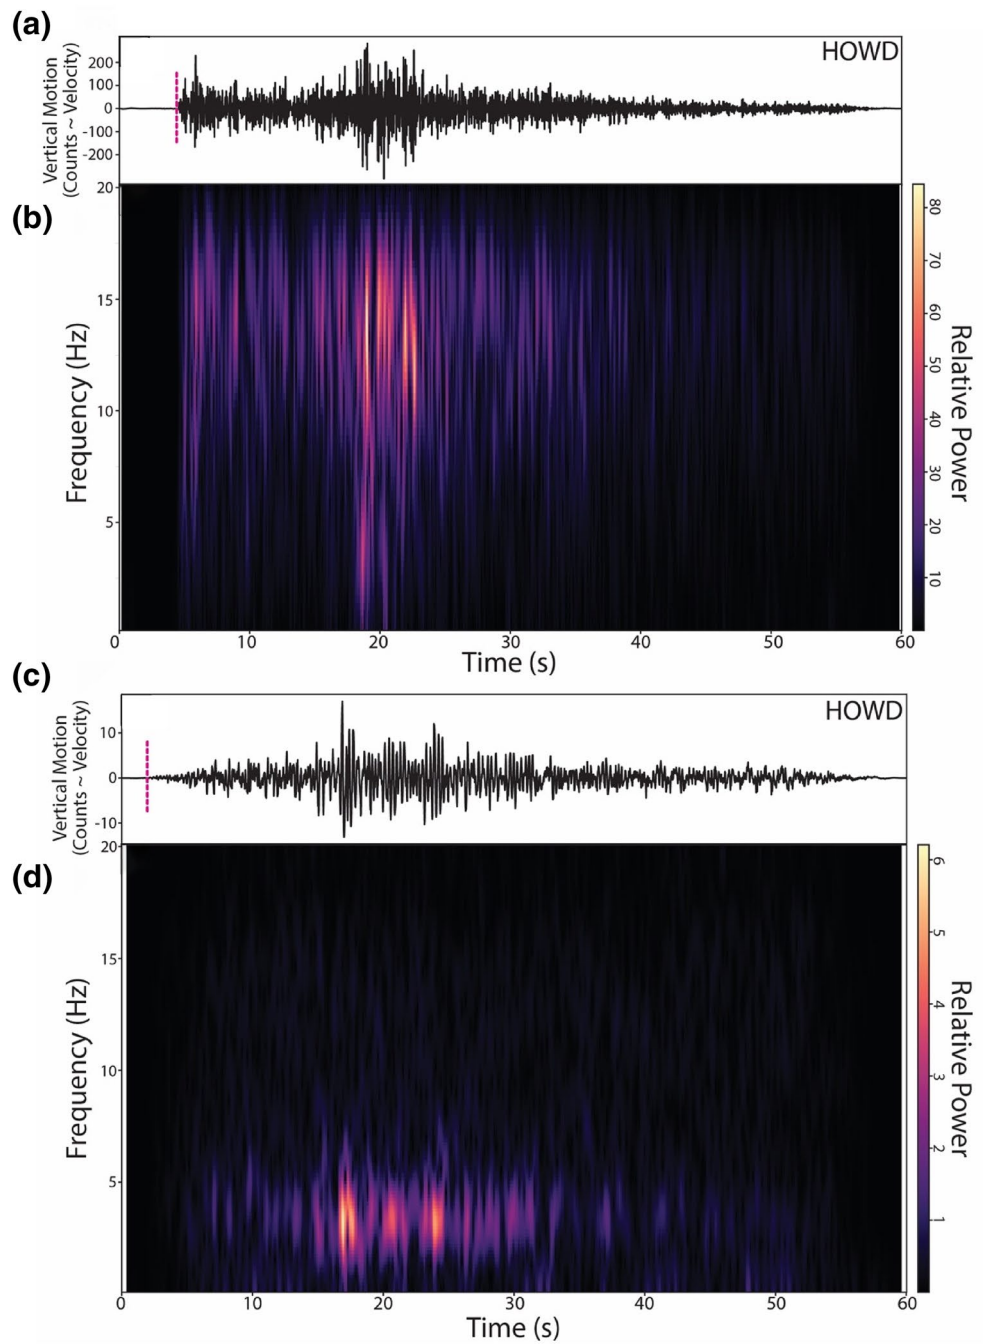 (a)
HOWD
Vertical Motion
(Counts ~ Velocity)
200
100
0
-100
-200
(b)
20
15
10
5
Frequency (Hz)
0
10
20
30
40
50
60
Time (s)
80
70
60
50
40
30
20
10
Relative Power
(c)
HOWD
Vertical Motion
(Counts ~ Velocity)
10
0
-10
(d)
20
15
10
5
Frequency (Hz)
0
10
20
30
40
50
60
Time (s)
6
5
4
3
2
1
Relative Power